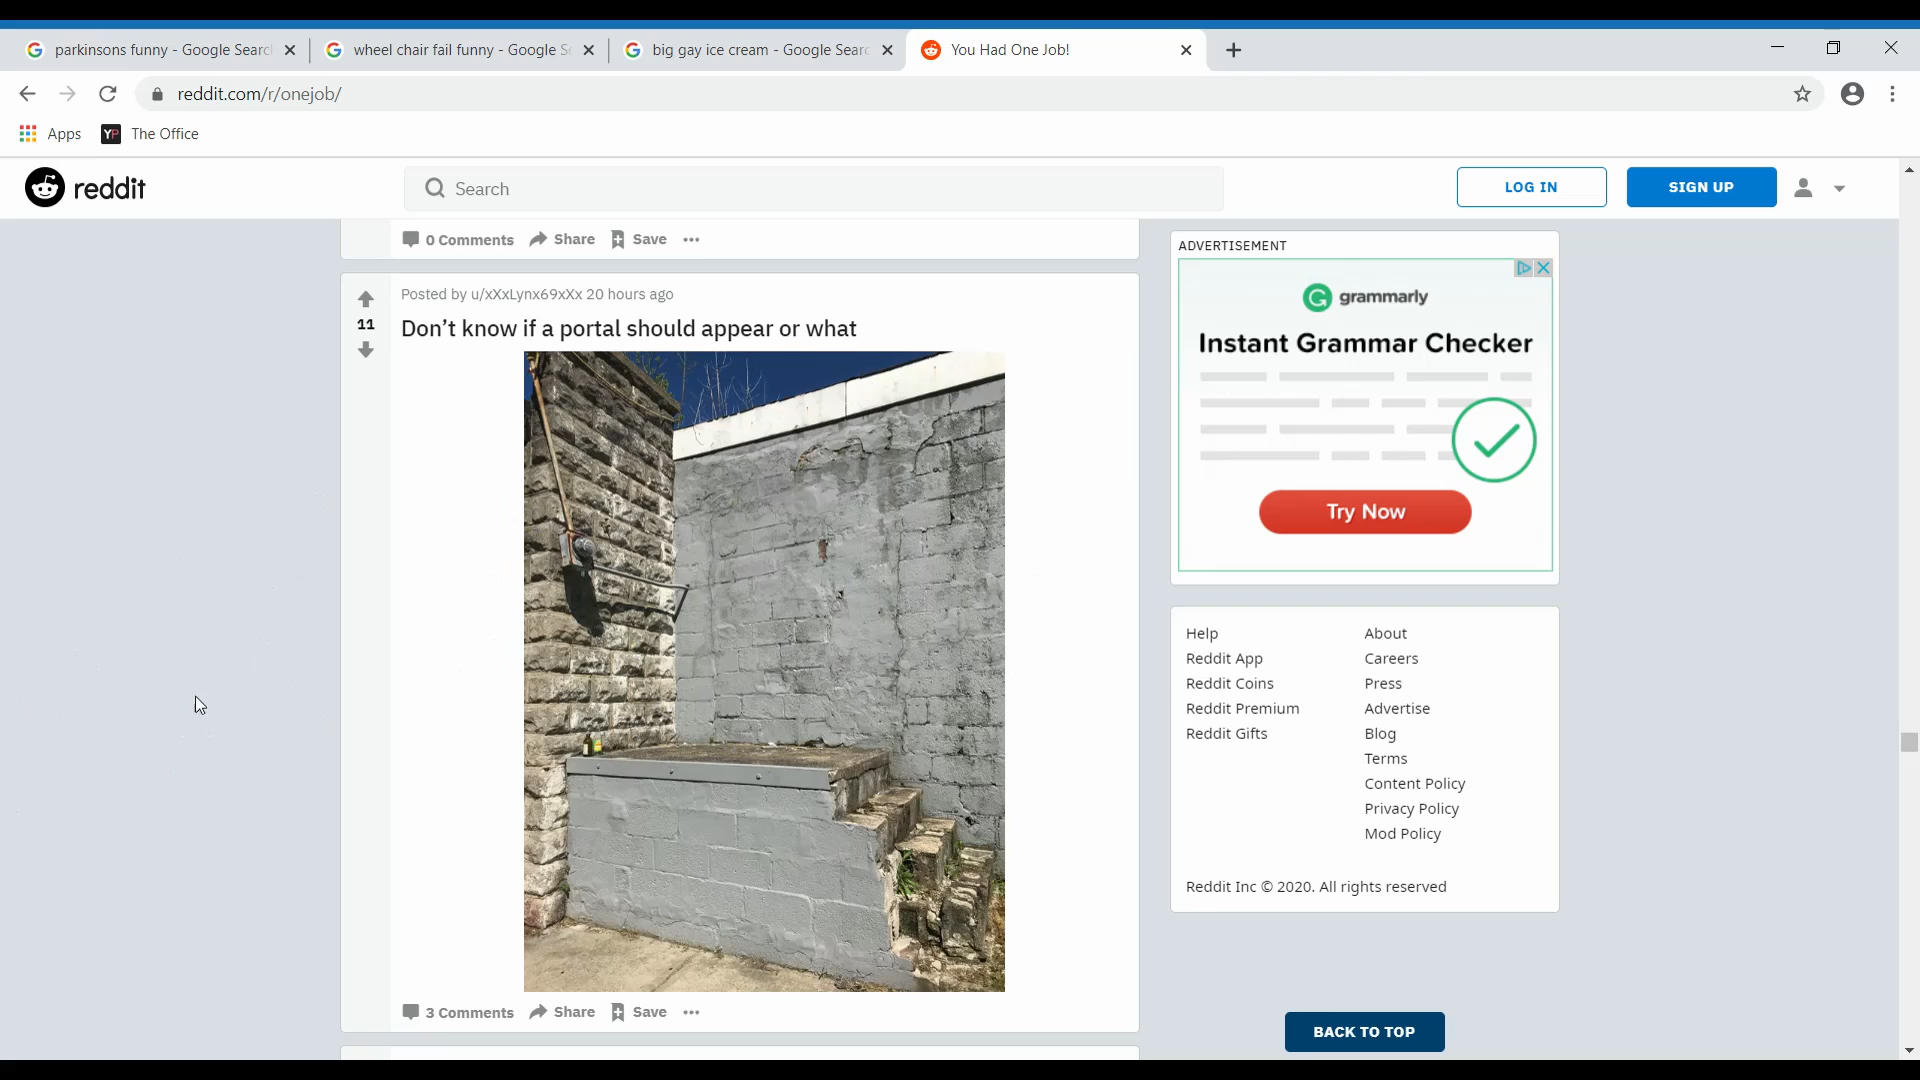 parkinsons funny - Google Searc
wheel chair fail funny - Google S
big gay ice cream - Google Searc
You Had One Job!
reddit.com/r/onejob/
Apps
YP
The Office
reddit
Search
LOG IN
SIGN UP
0 Comments
Share
Save
Posted by u/xXxLynx69xXx 20 hours ago
11
Don’t know if a portal should appear or what
3 Comments
Share
Save
ADVERTISEMENT
grammarly
Instant Grammar Checker
Try Now
Help
About
Reddit App
Careers
Reddit Coins
Press
Reddit Premium
Advertise
Reddit Gifts
Blog
Terms
Content Policy
Privacy Policy
Mod Policy
Reddit Inc © 2020. All rights reserved
BACK TO TOP